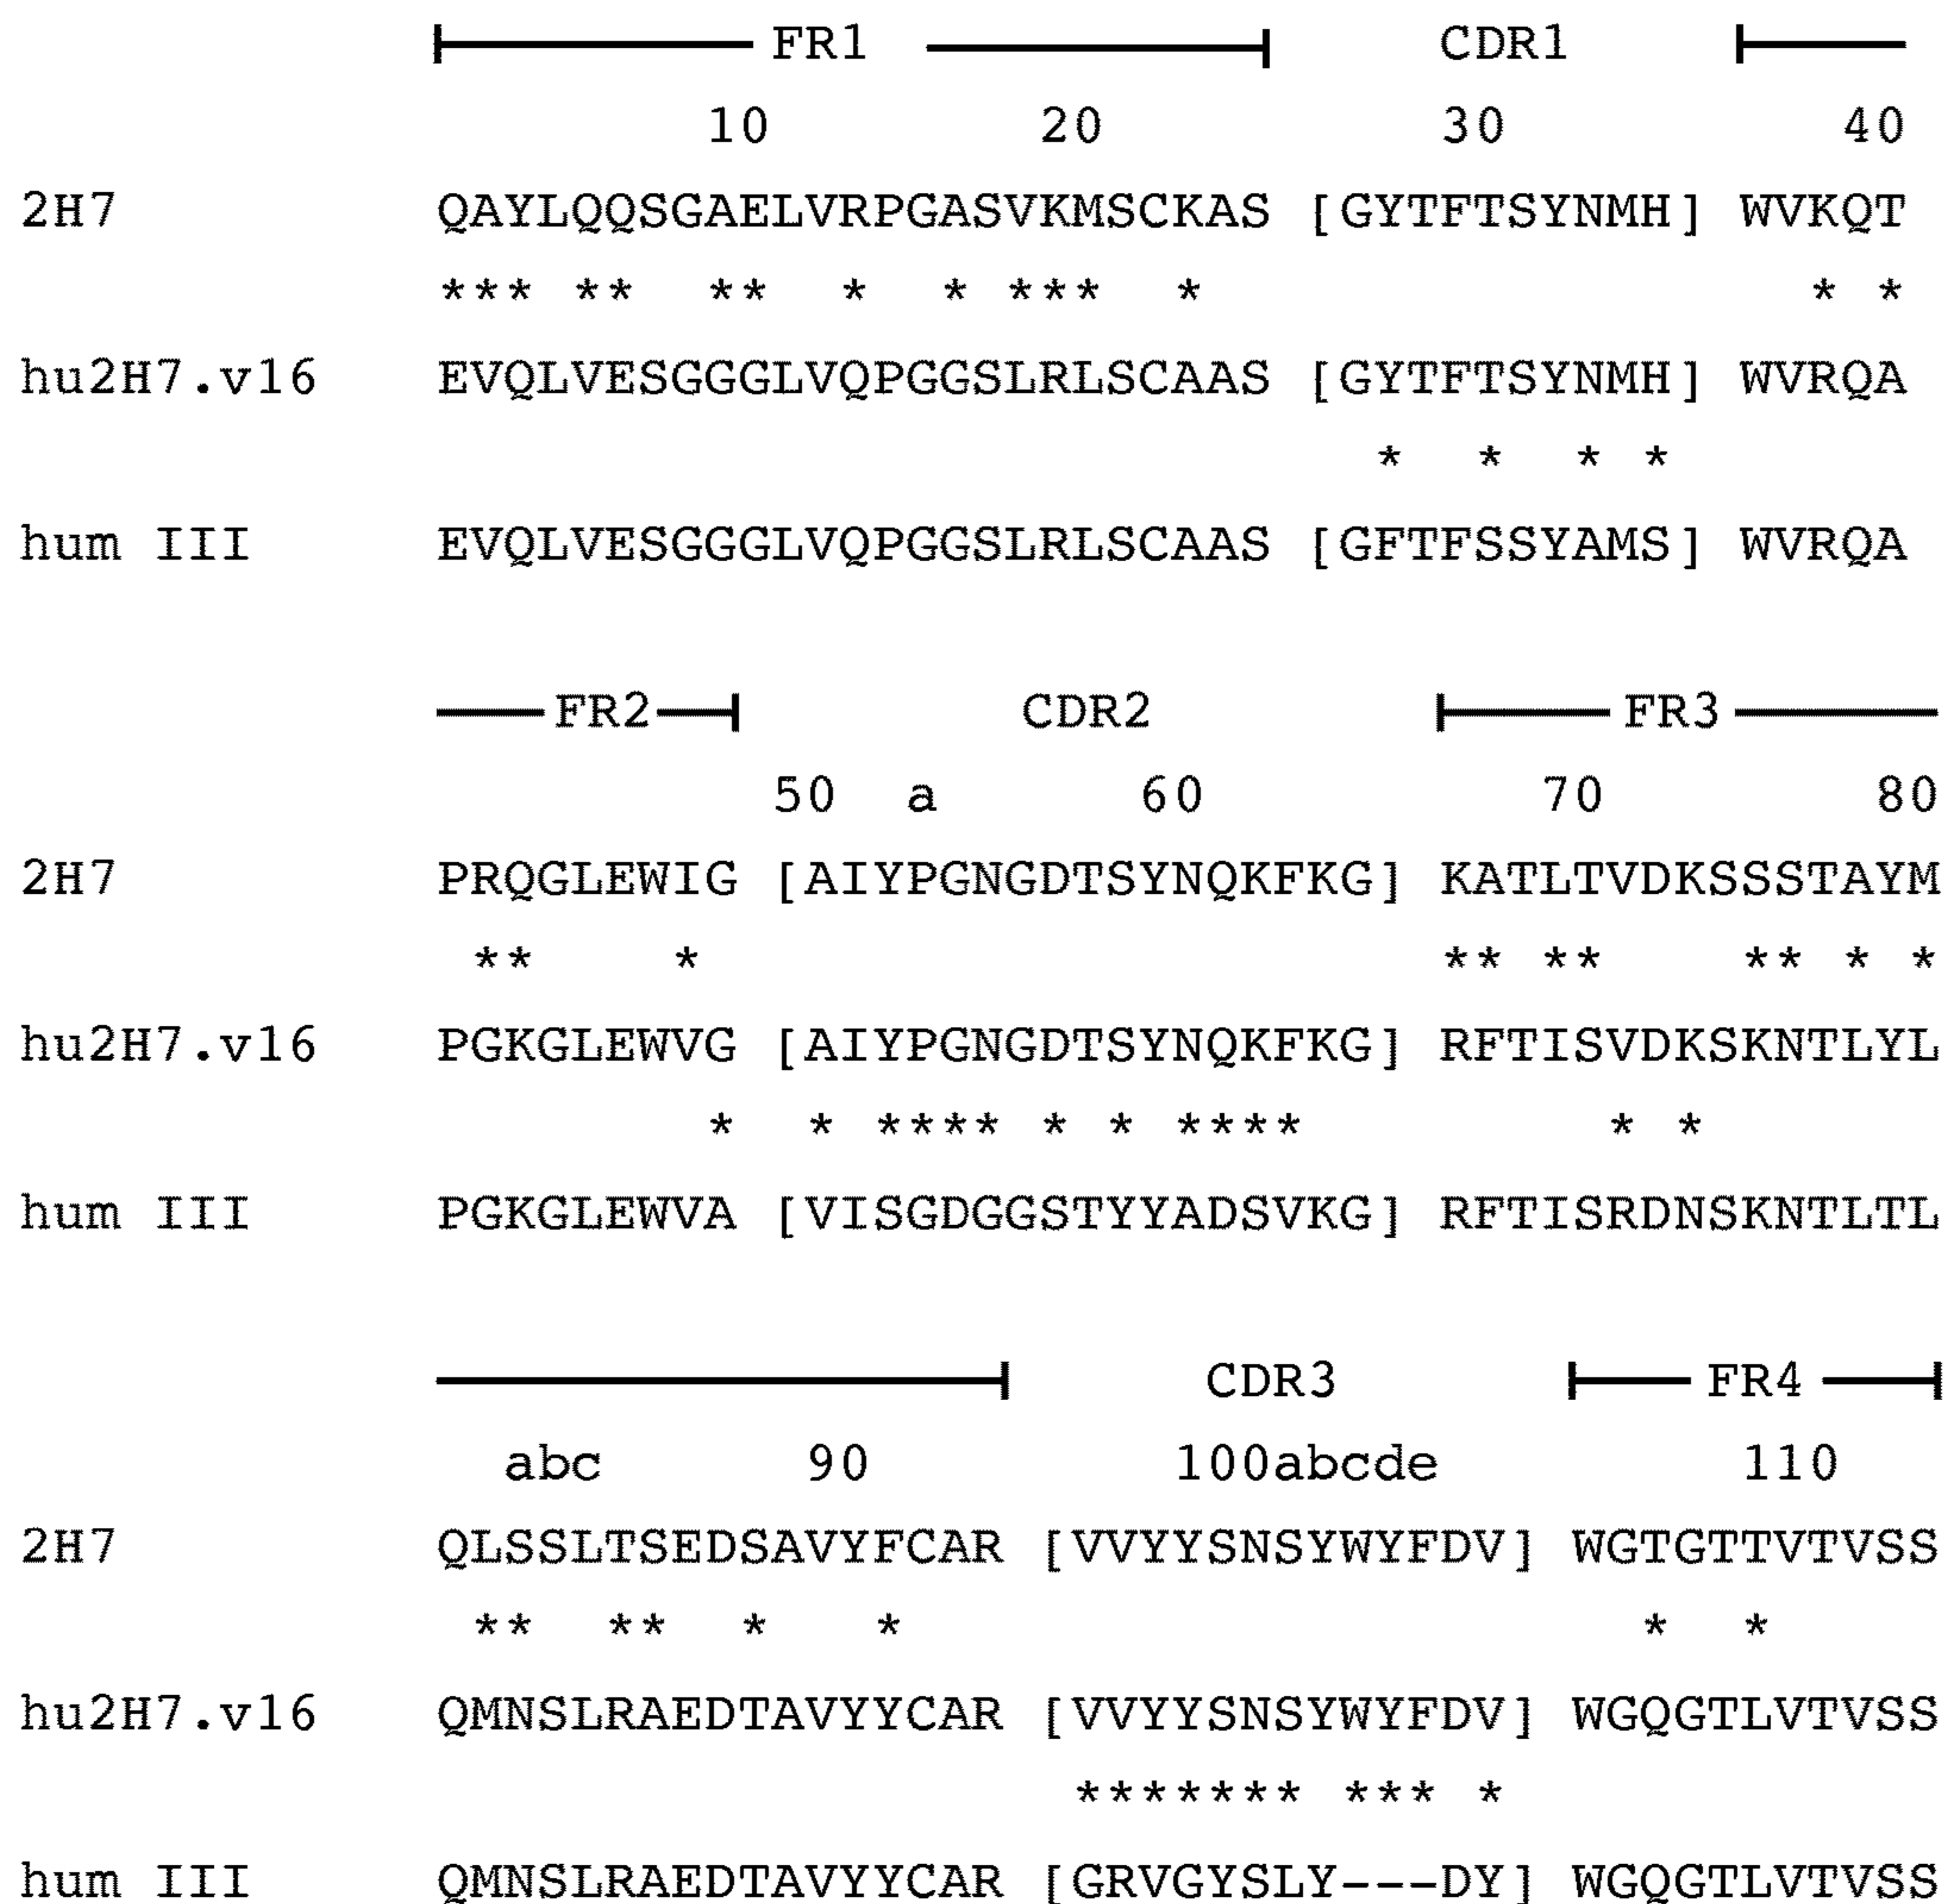 FR1 CDR1
10 20 30 40
2H7 QAYLQQSGAELVRPGASVKMSCKAS [GYTFTSYNMH] WVKQT
*** ** ** * * *** * * *
hu2H7.v16 EVQLVESGGGLVQPGGSLRLSCAAS [GYTFTSYNMH] WVRQA
* * * *
hum III EVQLVESGGGLVQPGGSLRLSCAAS [GFTFSSYAMS] WVRQA
FR2 CDR2 FR3
50 a 60 70 80
2H7 PRQGLEWIG [AIYPGNGDTSYNQKFKG] KATLTVDKSSSTAYM
** * ** ** ** * *
hu2H7.v16 PGKGLEWVG [AIYPGNGDTSYNQKFKG] RFTISVDKSKNTLYL
* * **** * * **** * *
hum III PGKGLEWVA [VISGDGGSTYYADSVKG] RFTISRDNSKNTLTL
CDR3 FR4
abc 90 100abcde 110
2H7 QLSSLTSEDSAVYFCAR [VVYYSNSYWYFDV] WGTGTTVTVSS
** ** * * * *
hu2H7.v16 QMNSLRAEDTAVYYCAR [VVYYSNSYWYFDV] WGQGTLVTVSS
******* *** *
hum III QMNSLRAEDTAVYYCAR [GRVGYSLY---DY] WGQGTLVTVSS